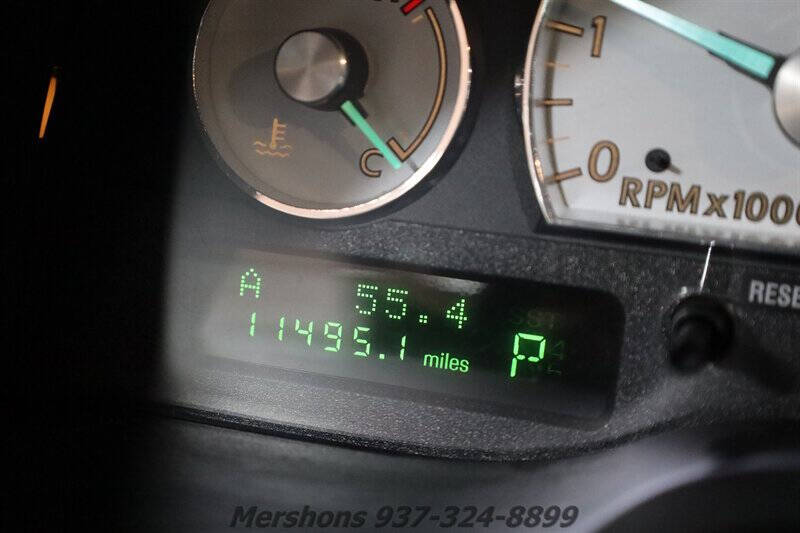 1
0
RPMx1000
C
RESE
A 55.4
11495.1 miles P
Mershons 937-324-8899